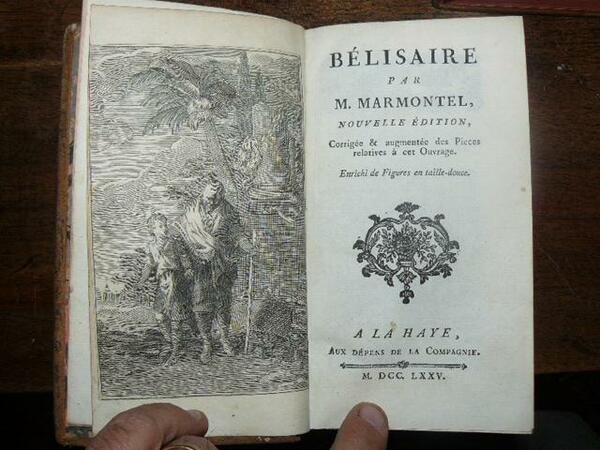 BÉLISAIRE
PAR
M. MARMONTEL,
NOUVELLE ÉDITION,
Corrigée & augmentée des Pieces
relatives à cet Ouvrage.
Enrichi de Figures en taille-douce.
A LA HAYE,
AUX DÉPENS DE LA COMPAGNIE.
M. DCC. LXXV.